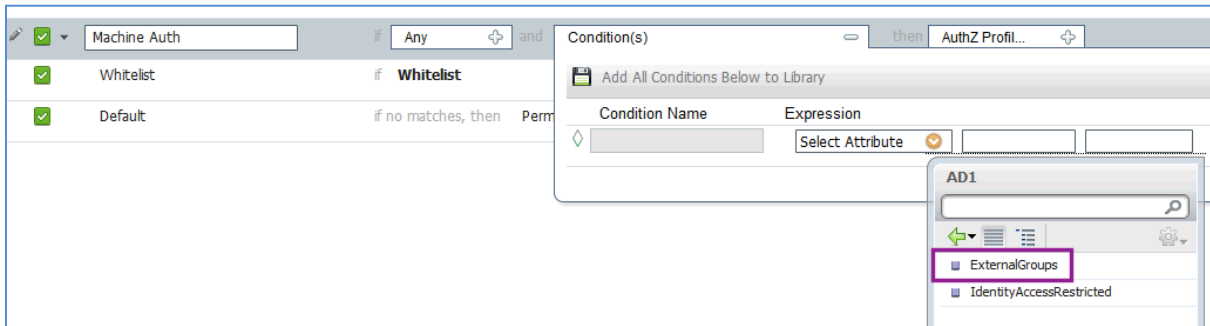 Machine Auth if Any and Condition(s) then AuthZ Profil...
Whitelist if Whitelist
Add All Conditions Below to Library
Default if no matches, then Perm
Condition Name Expression
Select Attribute
AD1
ExternalGroups
IdentityAccessRestricted